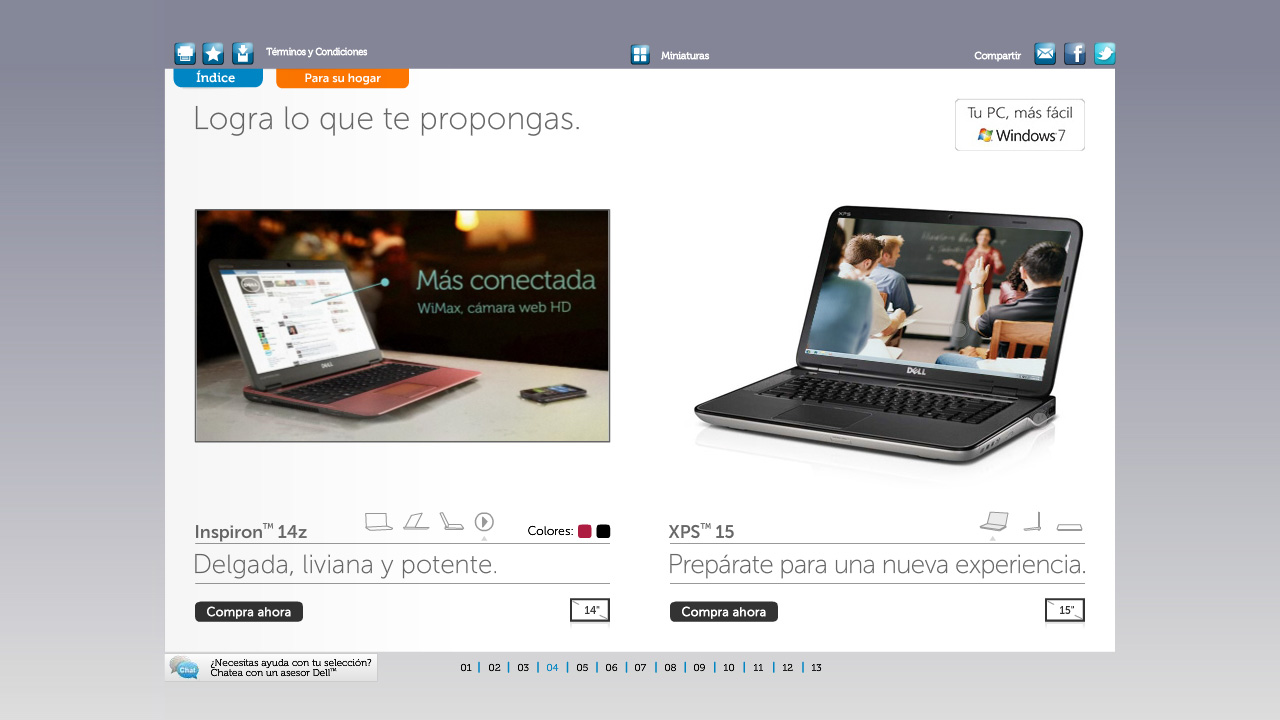 Términos y Condiciones
Miniaturas
Compartir
Índice
Para su hogar
Logra lo que te propongas.
Tu PC, más fácil
Windows 7
Más conectada
WiMax, cámara web HD
DELL
XPS
DELL
Inspiron™ 14z
Colores:
Delgada, liviana y potente.
Compra ahora
14"
XPS™ 15
Prepárate para una nueva experiencia.
Compra ahora
15"
Chat
¿Necesitas ayuda con tu selección?
Chatea con un asesor Dell™
01 | 02 | 03 | 04 | 05 | 06 | 07 | 08 | 09 | 10 | 11 | 12 | 13